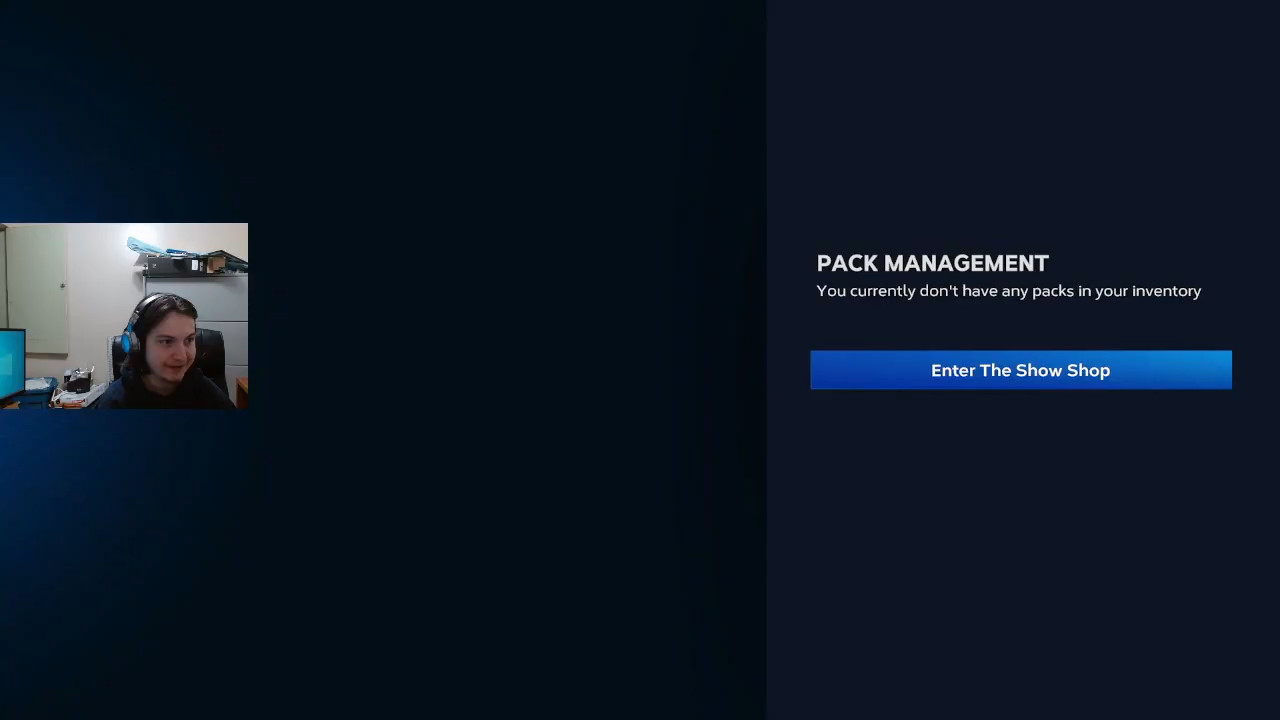 PACK MANAGEMENT
You currently don't have any packs in your inventory
Enter The Show Shop